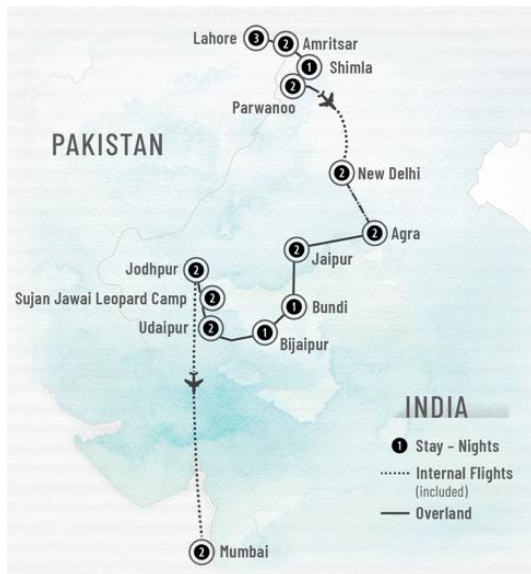 Lahore
3
2
Amritsar
1
Shimla
2
Parwanoo
PAKISTAN
2
New Delhi
2
Agra
2
Jaipur
Jodhpur
2
Sujan Jawai Leopard Camp
2
1
Bundi
Udaipur
2
1
Bijaipur
INDIA
1 Stay – Nights
Internal Flights
(included)
Overland
2
Mumbai